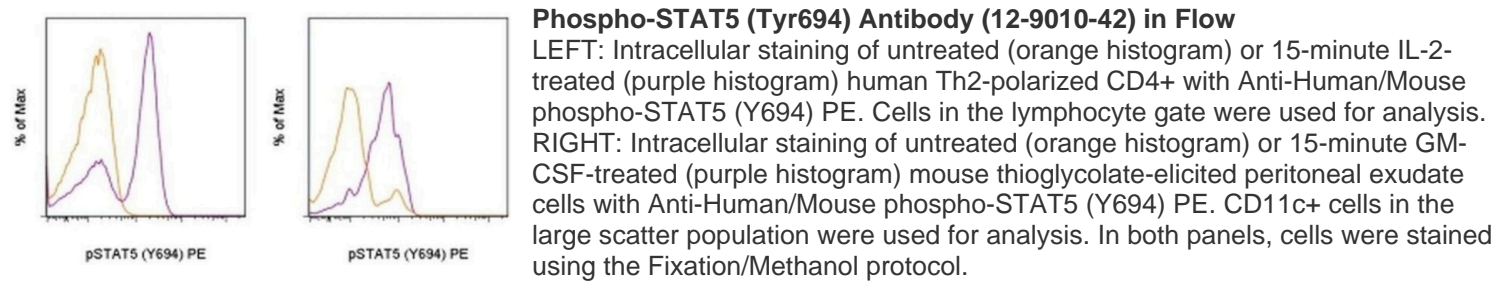 % of Max
pSTAT5 (Y694) PE
% of Max
pSTAT5 (Y694) PE
Phospho-STAT5 (Tyr694) Antibody (12-9010-42) in Flow
LEFT: Intracellular staining of untreated (orange histogram) or 15-minute IL-2-
treated (purple histogram) human Th2-polarized CD4+ with Anti-Human/Mouse
phospho-STAT5 (Y694) PE. Cells in the lymphocyte gate were used for analysis.
RIGHT: Intracellular staining of untreated (orange histogram) or 15-minute GM-
CSF-treated (purple histogram) mouse thioglycolate-elicited peritoneal exudate
cells with Anti-Human/Mouse phospho-STAT5 (Y694) PE. CD11c+ cells in the
large scatter population were used for analysis. In both panels, cells were stained
using the Fixation/Methanol protocol.